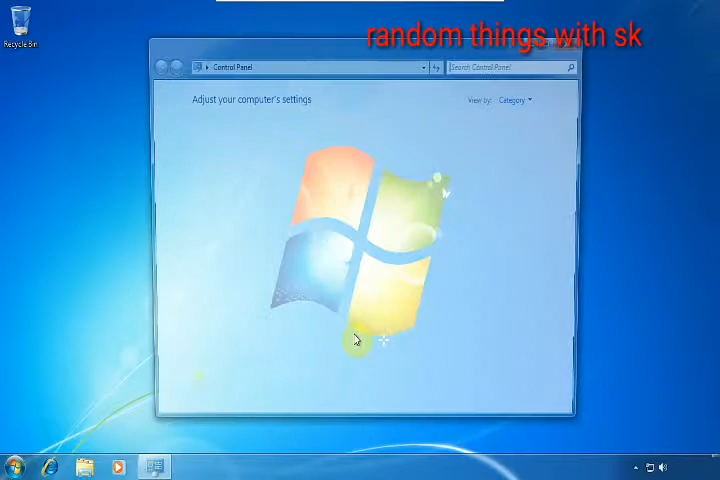 random things with sk
Recycle Bin
Control Panel
Search Control Panel
Adjust your computer's settings
View by: Category